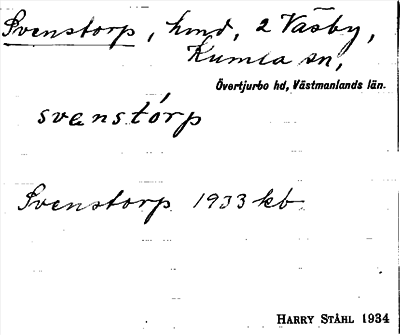 Svenstorp, hmd, 2 Väsby,
Kumla sn,
Övertjurbo hd, Västmanlands län.
svenstórp
Svenstorp 1933 kb
HARRY STÅHL 1934